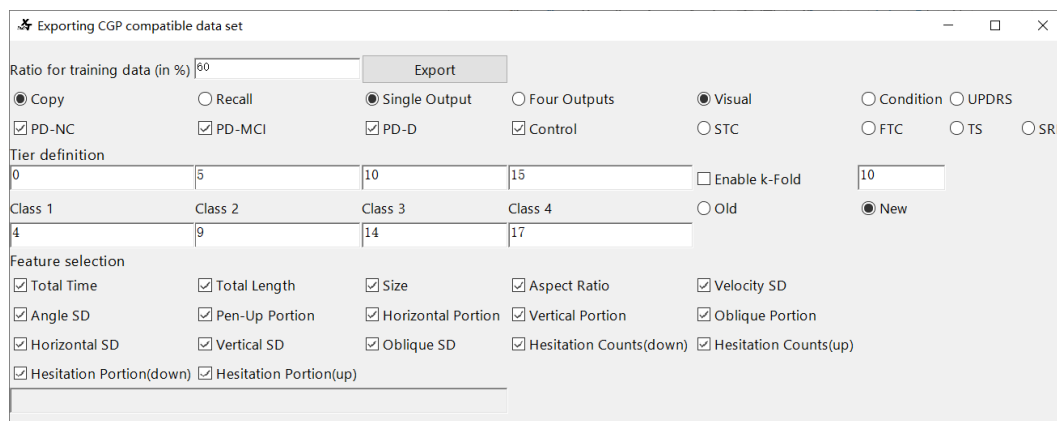 Exporting CGP compatible data set
Ratio for training data (in %) 60 Export
Copy Recall Single Output Four Outputs Visual Condition UPDRS
PD-NC PD-MCI PD-D Control STC FTC TS SRI
Tier definition
0 5 10 15 Enable k-Fold 10
Class 1 Class 2 Class 3 Class 4 Old New
4 9 14 17
Feature selection
Total Time Total Length Size Aspect Ratio Velocity SD
Angle SD Pen-Up Portion Horizontal Portion Vertical Portion Oblique Portion
Horizontal SD Vertical SD Oblique SD Hesitation Counts(down) Hesitation Counts(up)
Hesitation Portion(down) Hesitation Portion(up)